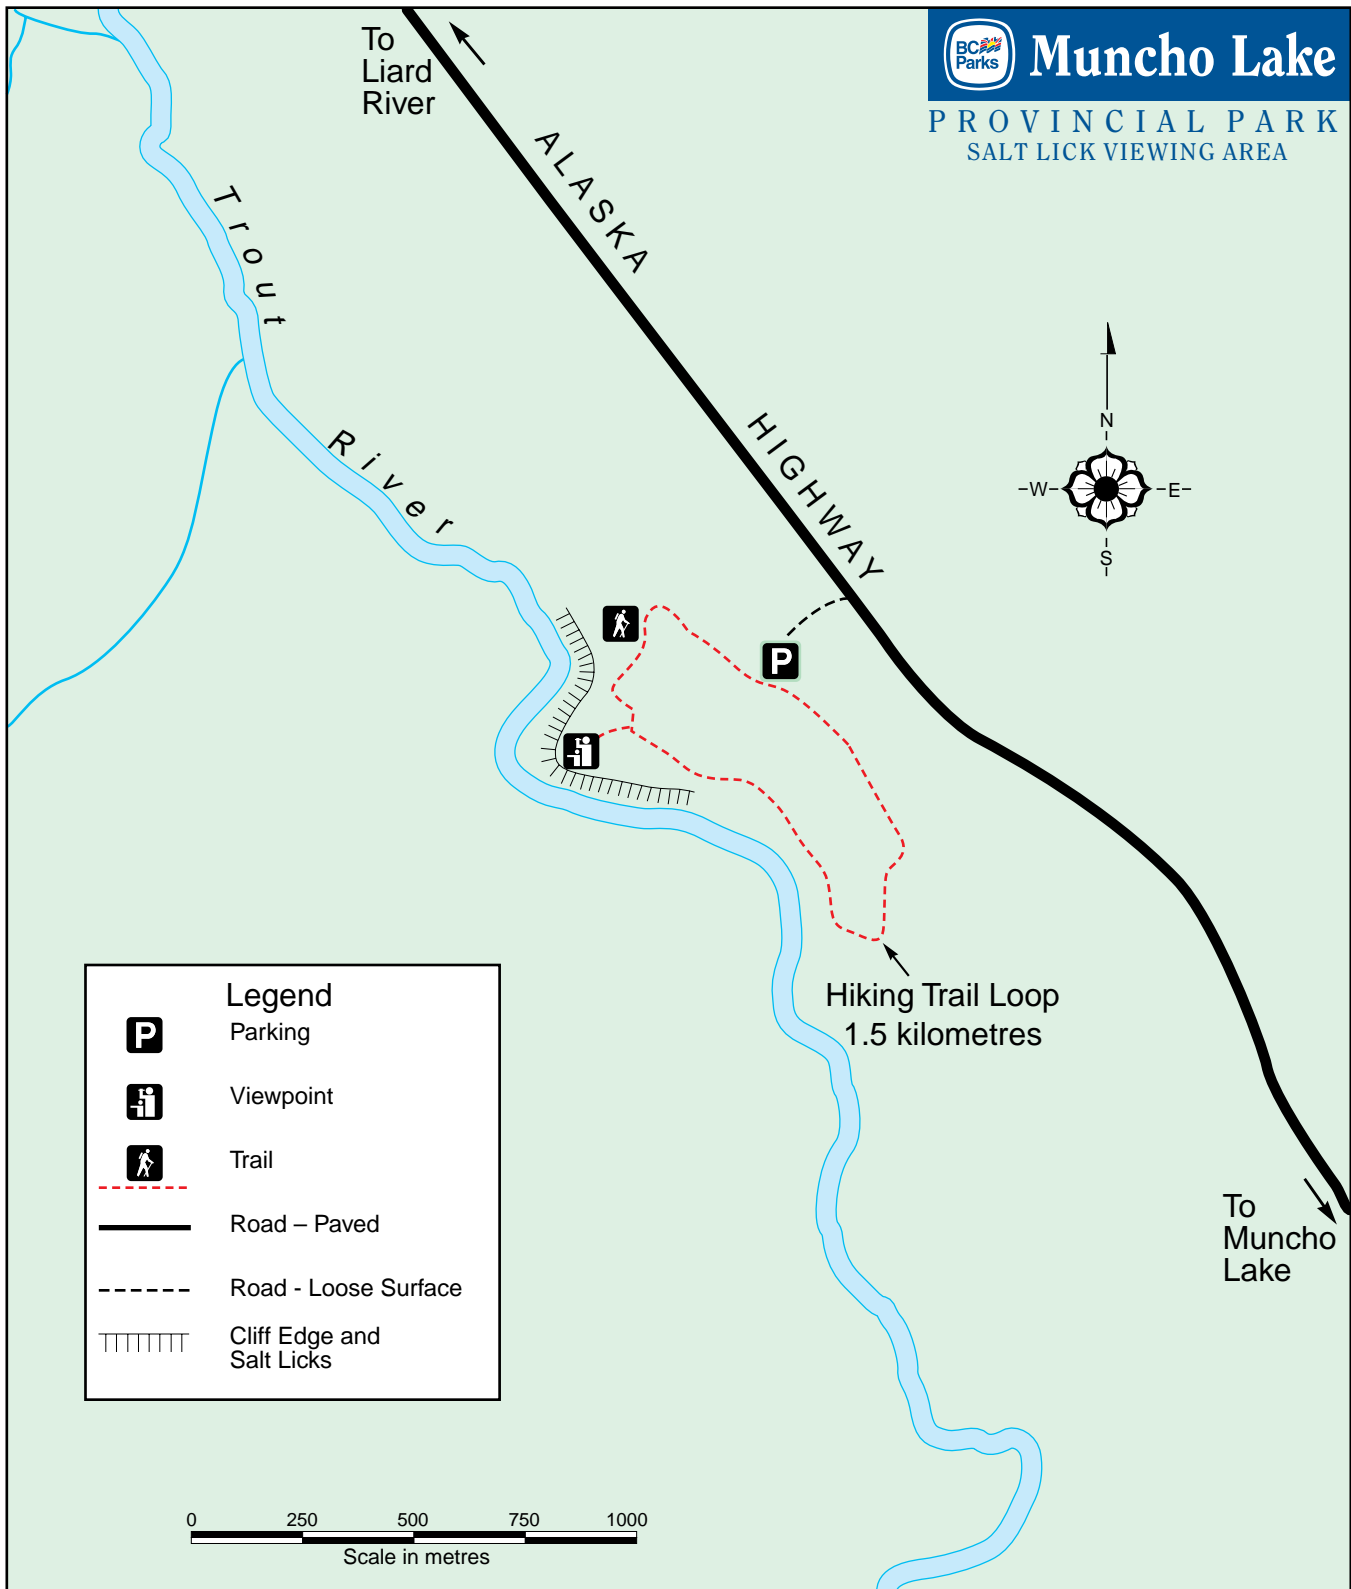 To
Liard
River
BC
Parks
Muncho Lake
PROVINCIAL PARK
SALT LICK VIEWING AREA
ALASKA
HIGHWAY
Trout
River
N
W
E
S
P
Hiking Trail Loop
1.5 kilometres
To
Muncho
Lake
Legend
P
Parking
Viewpoint
Trail
Road – Paved
Road - Loose Surface
Cliff Edge and
Salt Licks
0 250 500 750 1000
Scale in metres